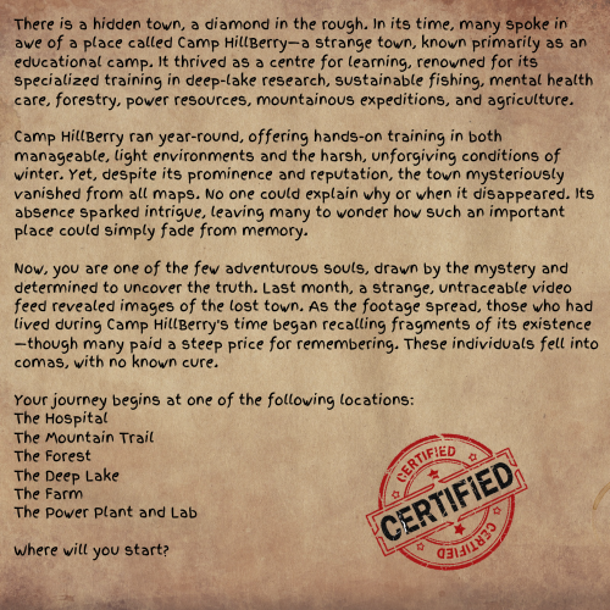 There is a hidden town, a diamond in the rough. In its time, many spoke in
awe of a place called Camp HillBerry—a strange town, known primarily as an
educational camp. It thrived as a centre for learning, renowned for its
specialized training in deep-lake research, sustainable fishing, mental health
care, forestry, power resources, mountainous expeditions, and agriculture.

Camp HillBerry ran year-round, offering hands-on training in both
manageable, light environments and the harsh, unforgiving conditions of
winter. Yet, despite its prominence and reputation, the town mysteriously
vanished from all maps. No one could explain why or when it disappeared. Its
absence sparked intrigue, leaving many to wonder how such an important
place could simply fade from memory.

Now, you are one of the few adventurous souls, drawn by the mystery and
determined to uncover the truth. Last month, a strange, untraceable video
feed revealed images of the lost town. As the footage spread, those who had
lived during Camp HillBerry's time began recalling fragments of its existence
—though many paid a steep price for remembering. These individuals fell into
comas, with no known cure.

Your journey begins at one of the following locations:
The Hospital
The Mountain Trail
The Forest
The Deep Lake
The Farm
The Power Plant and Lab

Where will you start?
CERTIFIED
CERTIFIED
CERTIFIED